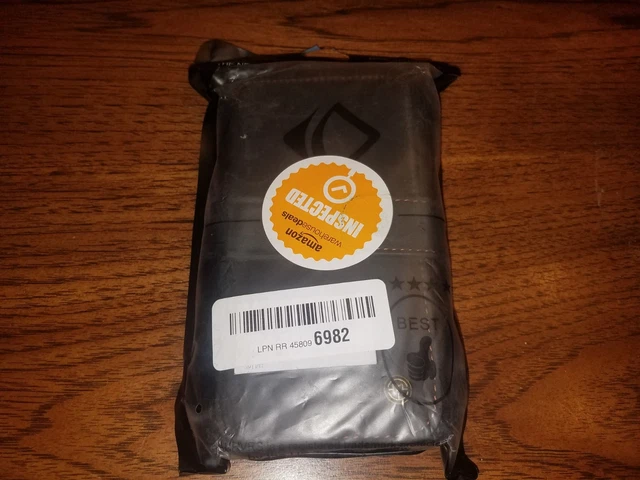 INSPECTED
warehousedeals
amazon
LPN RR 45809 6982
BEST